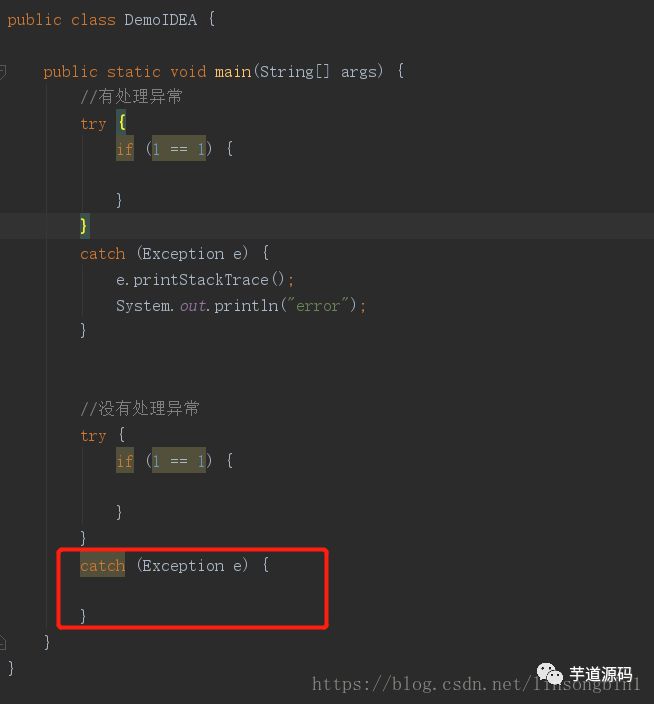 public class DemoIDEA {
public static void main(String[] args) {
//有处理异常
try {
if (1 == 1) {
}
}
catch (Exception e) {
e.printStackTrace();
System.out.println("error");
}
//没有处理异常
try {
if (1 == 1) {
}
}
catch (Exception e) {
}
}
}
芋道源码
https://blog.csdn.net/linsongbin1